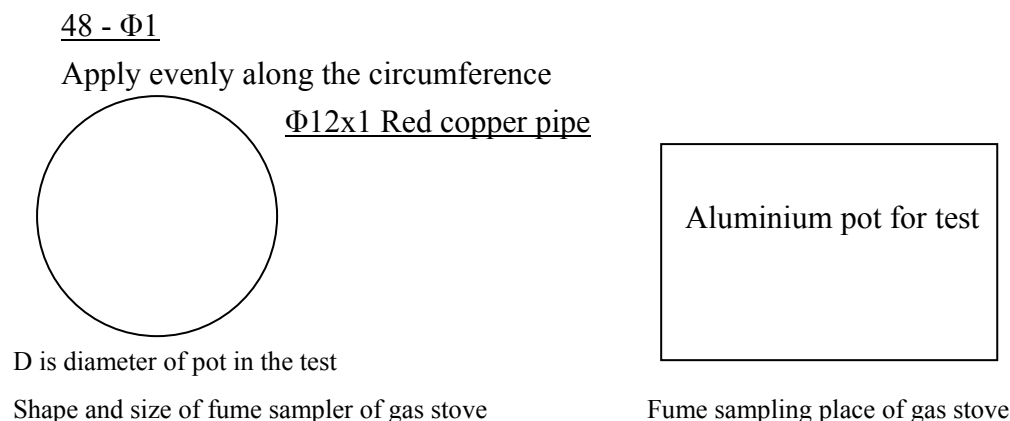 48 - Φ1
Apply evenly along the circumference
Φ12x1 Red copper pipe
Aluminium pot for test
D is diameter of pot in the test
Shape and size of fume sampler of gas stove
Fume sampling place of gas stove